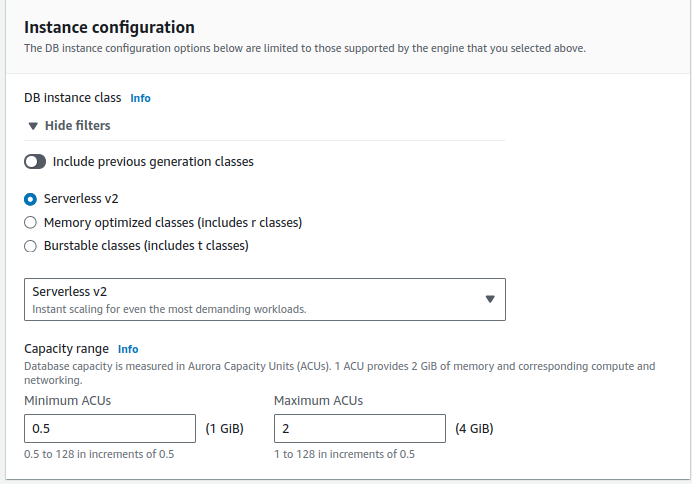 Instance configuration
The DB instance configuration options below are limited to those supported by the engine that you selected above.
DB instance class Info
Hide filters
Include previous generation classes
Serverless v2
Memory optimized classes (includes r classes)
Burstable classes (includes t classes)
Serverless v2
Instant scaling for even the most demanding workloads.
Capacity range Info
Database capacity is measured in Aurora Capacity Units (ACUs). 1 ACU provides 2 GiB of memory and corresponding compute and
networking.
Minimum ACUs Maximum ACUs
0.5 (1 GiB) 2 (4 GiB)
0.5 to 128 in increments of 0.5 1 to 128 in increments of 0.5